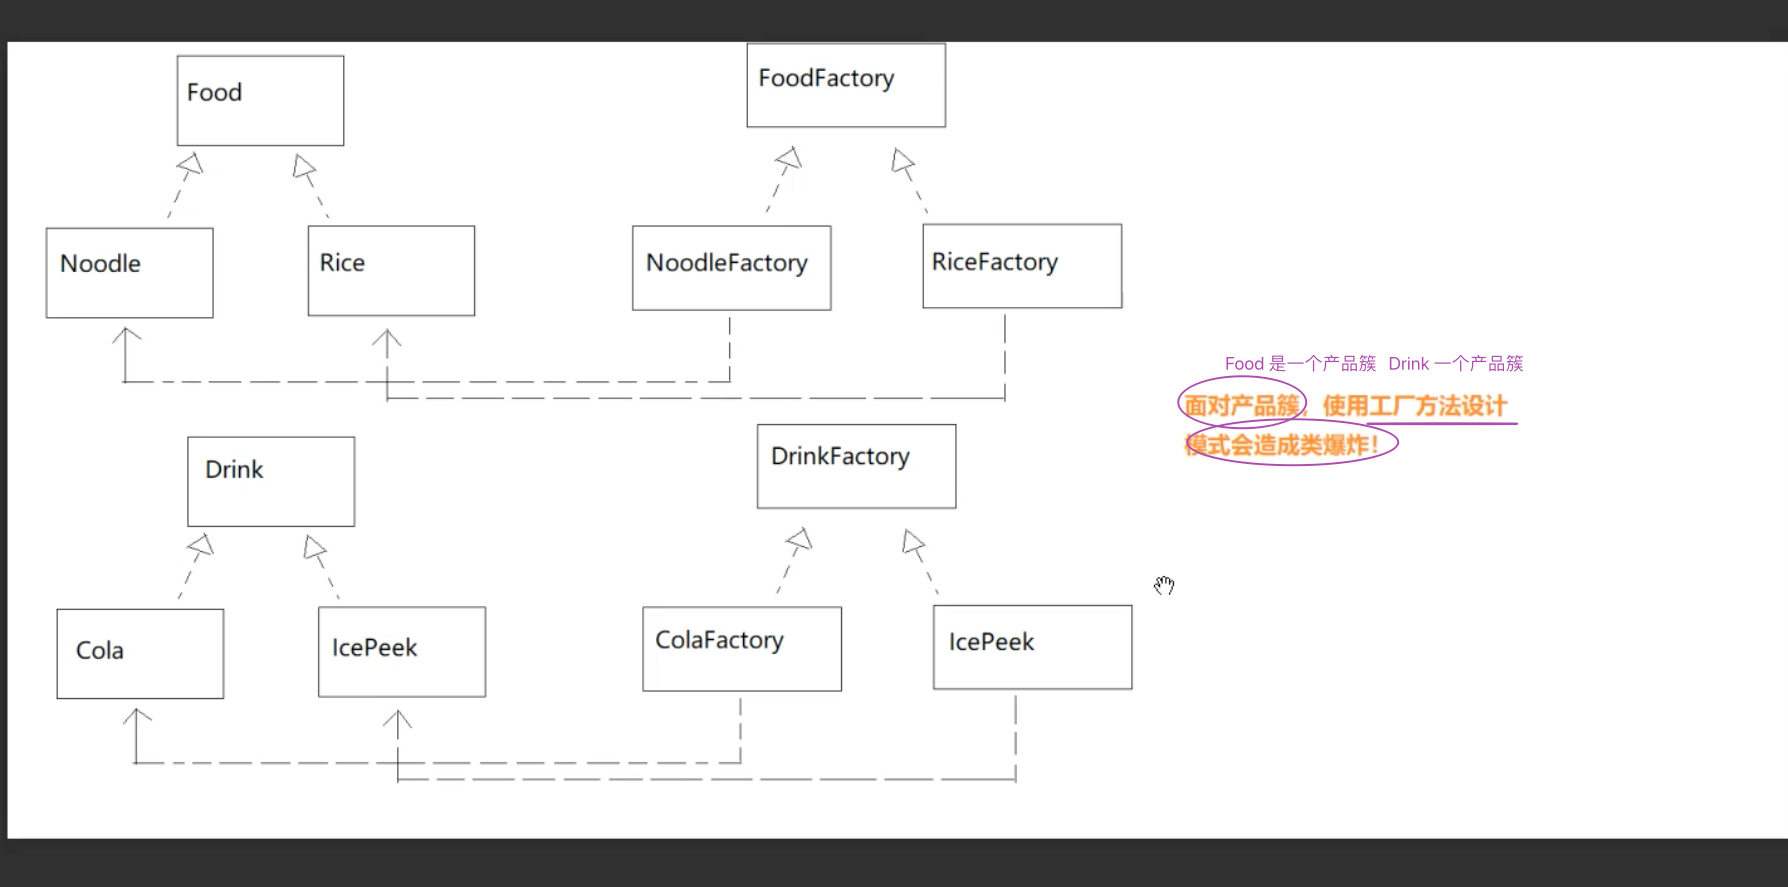 Food
FoodFactory
Noodle
Rice
NoodleFactory
RiceFactory
Food 是一个产品簇 Drink 一个产品簇
面对产品簇，使用工厂方法设计
模式会造成类爆炸！
Drink
DrinkFactory
Cola
IcePeek
ColaFactory
IcePeek